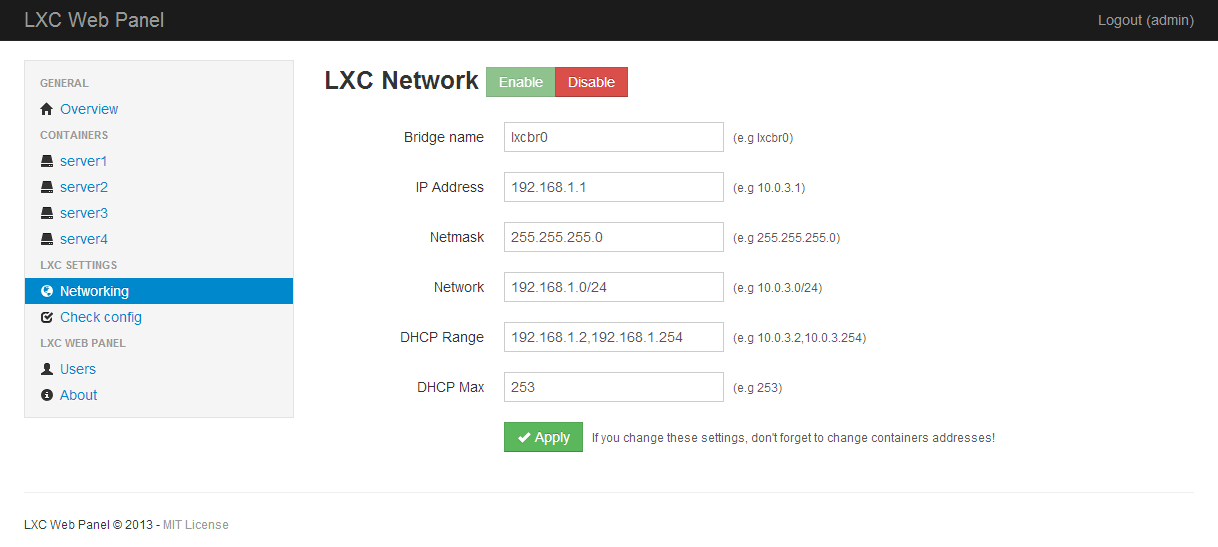 LXC Web Panel
Logout (admin)
GENERAL
Overview
CONTAINERS
server1
server2
server3
server4
LXC SETTINGS
Networking
Check config
LXC WEB PANEL
Users
About
LXC Network Enable Disable
Bridge name lxcbr0 (e.g lxcbr0)
IP Address 192.168.1.1 (e.g 10.0.3.1)
Netmask 255.255.255.0 (e.g 255.255.255.0)
Network 192.168.1.0/24 (e.g 10.0.3.0/24)
DHCP Range 192.168.1.2,192.168.1.254 (e.g 10.0.3.2,10.0.3.254)
DHCP Max 253 (e.g 253)
Apply If you change these settings, don't forget to change containers addresses!
LXC Web Panel © 2013 - MIT License